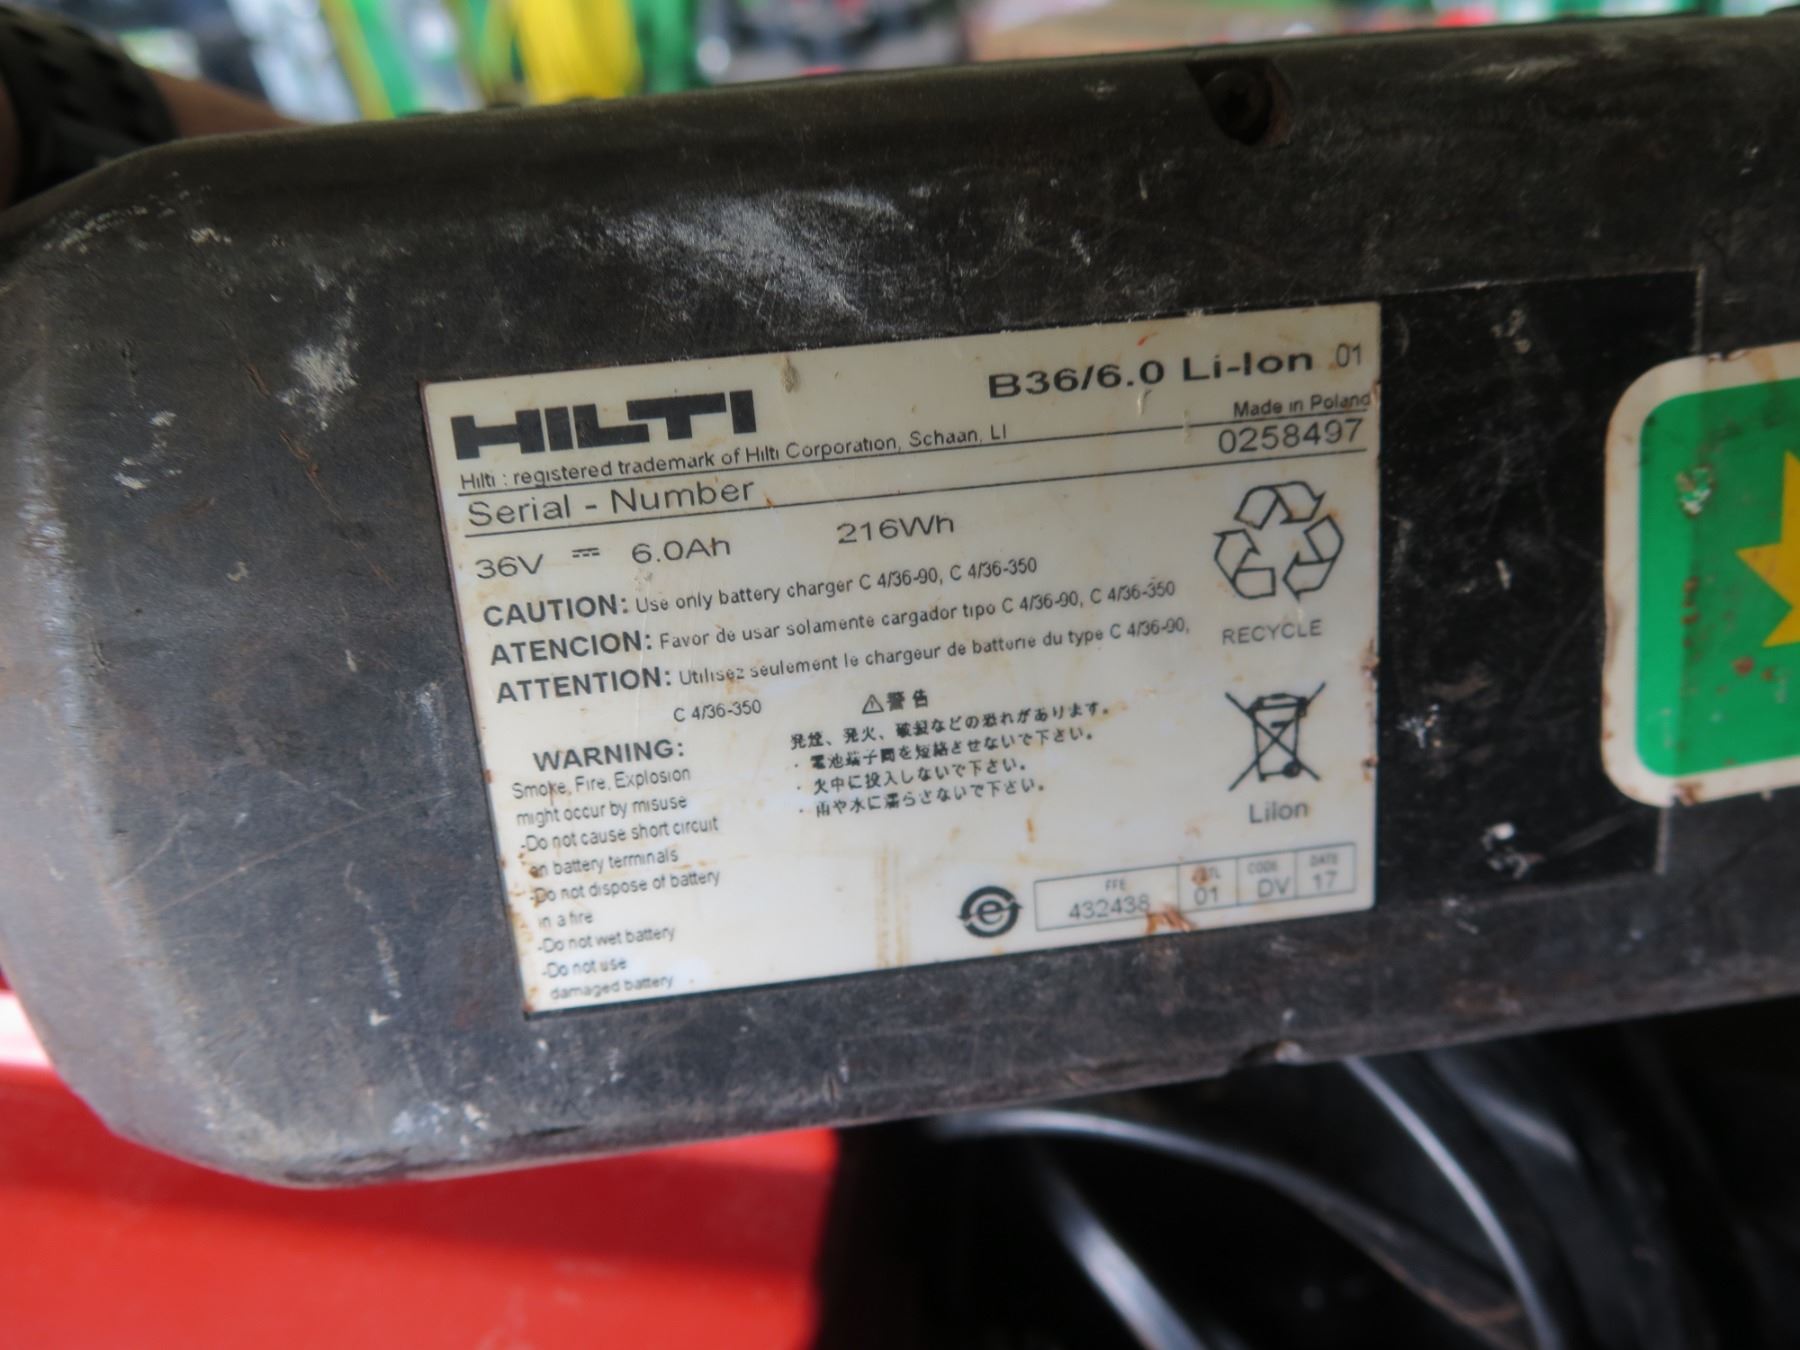 HILTI
B36/6.0 Li-Ion .01
Hilti : registered trademark of Hilti Corporation, Schaan, LI
Made in Poland
Serial - Number
0258497
36V ⎓ 6.0Ah 216Wh
CAUTION: Use only battery charger C 4/36-90, C 4/36-350
ATENCION: Favor de usar solamente cargador tipo C 4/36-90, C 4/36-350
ATTENTION: Utilisez seulement le chargeur de batterie du type C 4/36-90,
C 4/36-350
RECYCLE
WARNING:
Smoke, Fire, Explosion
might occur by misuse
-Do not cause short circuit
on battery terminals
-Do not dispose of battery
in a fire
-Do not wet battery
-Do not use
damaged battery
⚠警告
発煙、発火、破裂などの恐れがあります。
・電池端子間を短絡させないで下さい。
・火中に投入しないで下さい。
・雨や水に濡らさないで下さい。
LiIon
e
FFE
432438
01
CODE
DV
DATE
17